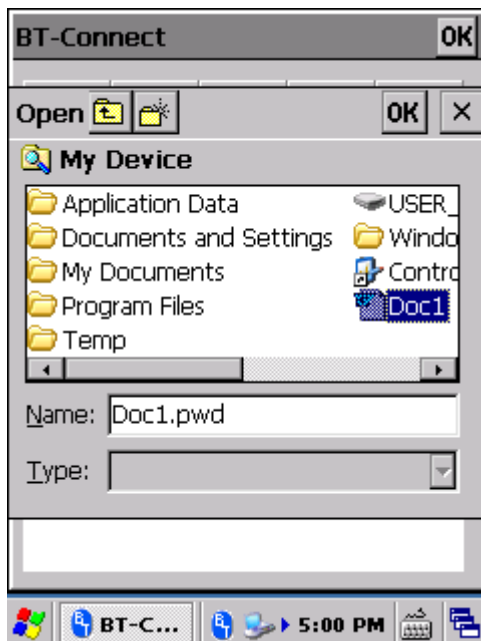 BT-Connect OK
Open OK
My Device
Application Data USER_
Documents and Settings Windo
My Documents Contro
Program Files Doc1
Temp
Name: Doc1.pwd
Type:
BT-C... 5:00 PM